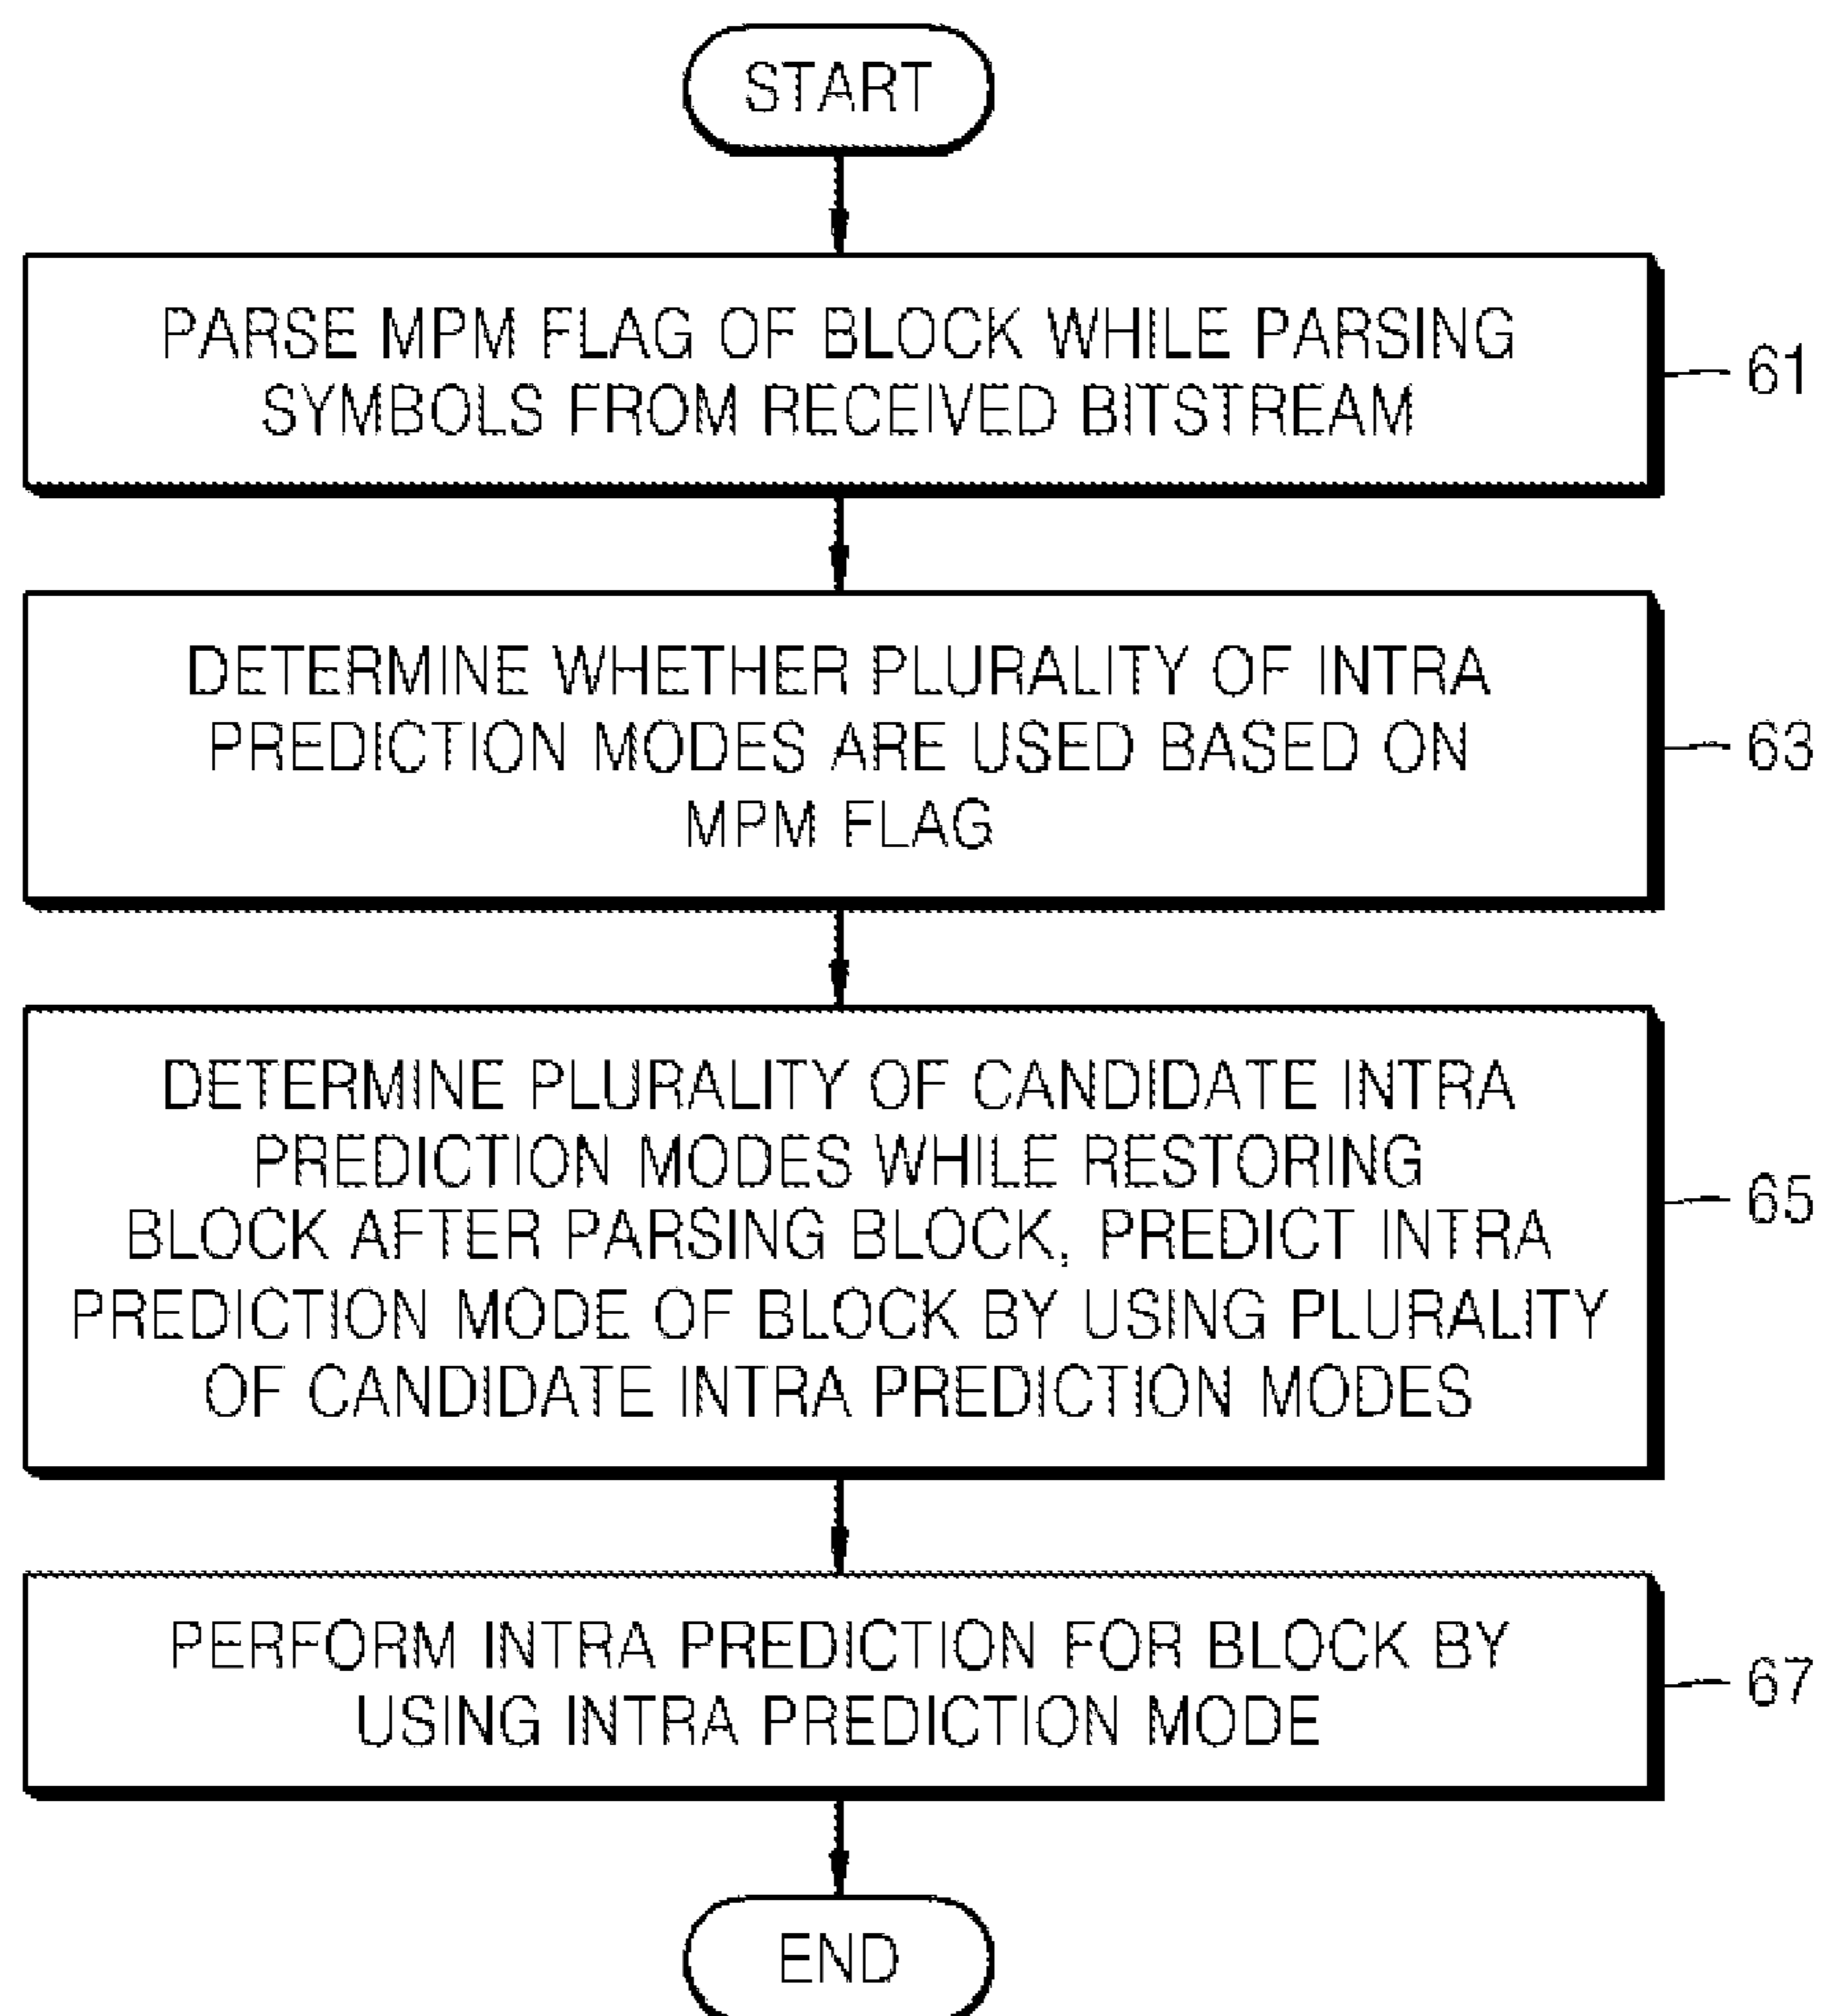 START
PARSE MPM FLAG OF BLOCK WHILE PARSING
SYMBOLS FROM RECEIVED BITSTREAM
61
DETERMINE WHETHER PLURALITY OF INTRA
PREDICTION MODES ARE USED BASED ON
MPM FLAG
63
DETERMINE PLURALITY OF CANDIDATE INTRA
PREDICTION MODES WHILE RESTORING
BLOCK AFTER PARSING BLOCK, PREDICT INTRA
PREDICTION MODE OF BLOCK BY USING PLURALITY
OF CANDIDATE INTRA PREDICTION MODES
65
PERFORM INTRA PREDICTION FOR BLOCK BY
USING INTRA PREDICTION MODE
67
END